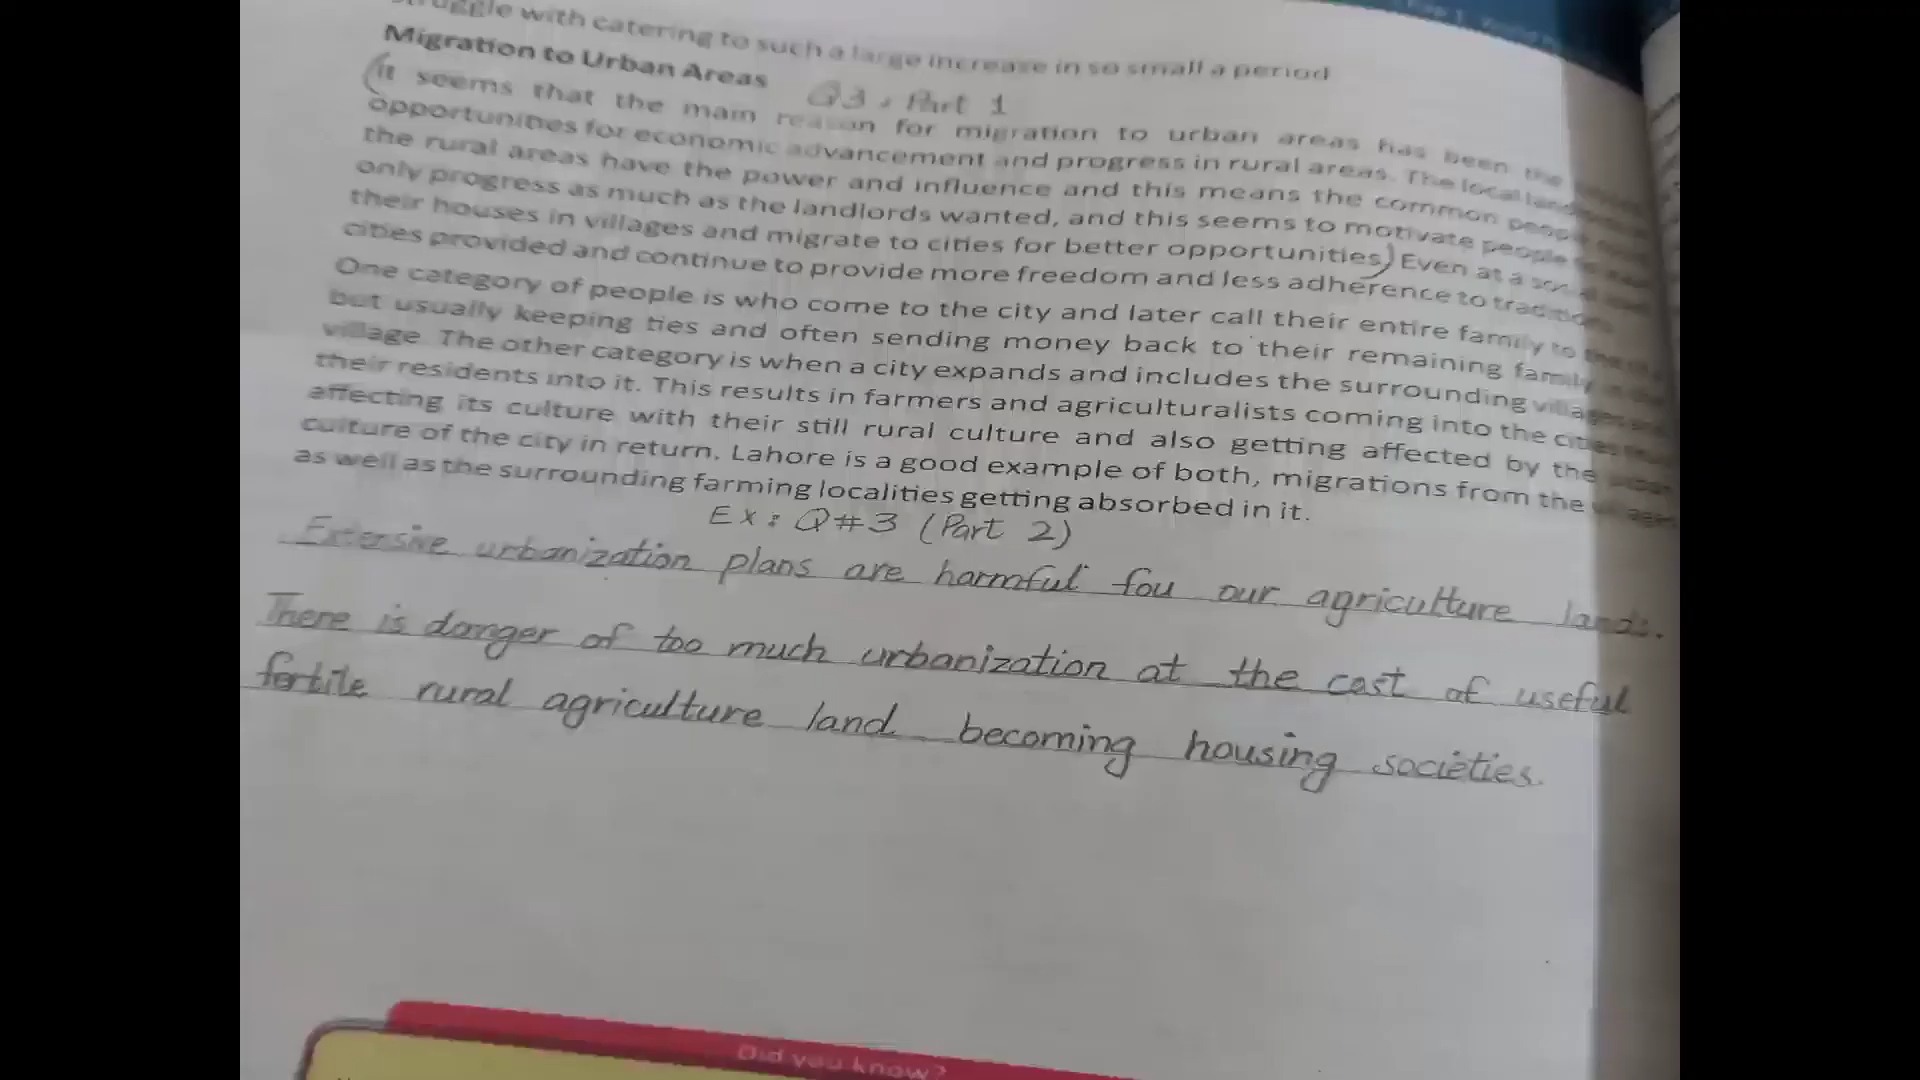 struggle with catering to such a large increase in so small a period
Migration to Urban Areas Q3, Part 1
(It seems that the main reason for migration to urban areas has been the
opportunities for economic advancement and progress in rural areas. The local
the rural areas have the power and influence and this means the common people
only progress as much as the landlords wanted, and this seems to motivate people to
their houses in villages and migrate to cities for better opportunities) Even at a
cities provided and continue to provide more freedom and less adherence to traditions
One category of people is who come to the city and later call their entire family to
but usually keeping ties and often sending money back to their remaining family
village. The other category is when a city expands and includes the surrounding
their residents into it. This results in farmers and agriculturalists coming into the cities
affecting its culture with their still rural culture and also getting affected by the
culture of the city in return. Lahore is a good example of both, migrations from the
as well as the surrounding farming localities getting absorbed in it.
Ex: Q#3 (Part 2)
Extensive urbanization plans are harmful fou our agriculture lands.
There is danger of too much urbanization at the cost of useful
fertile rural agriculture land becoming housing societies.
Did you know?